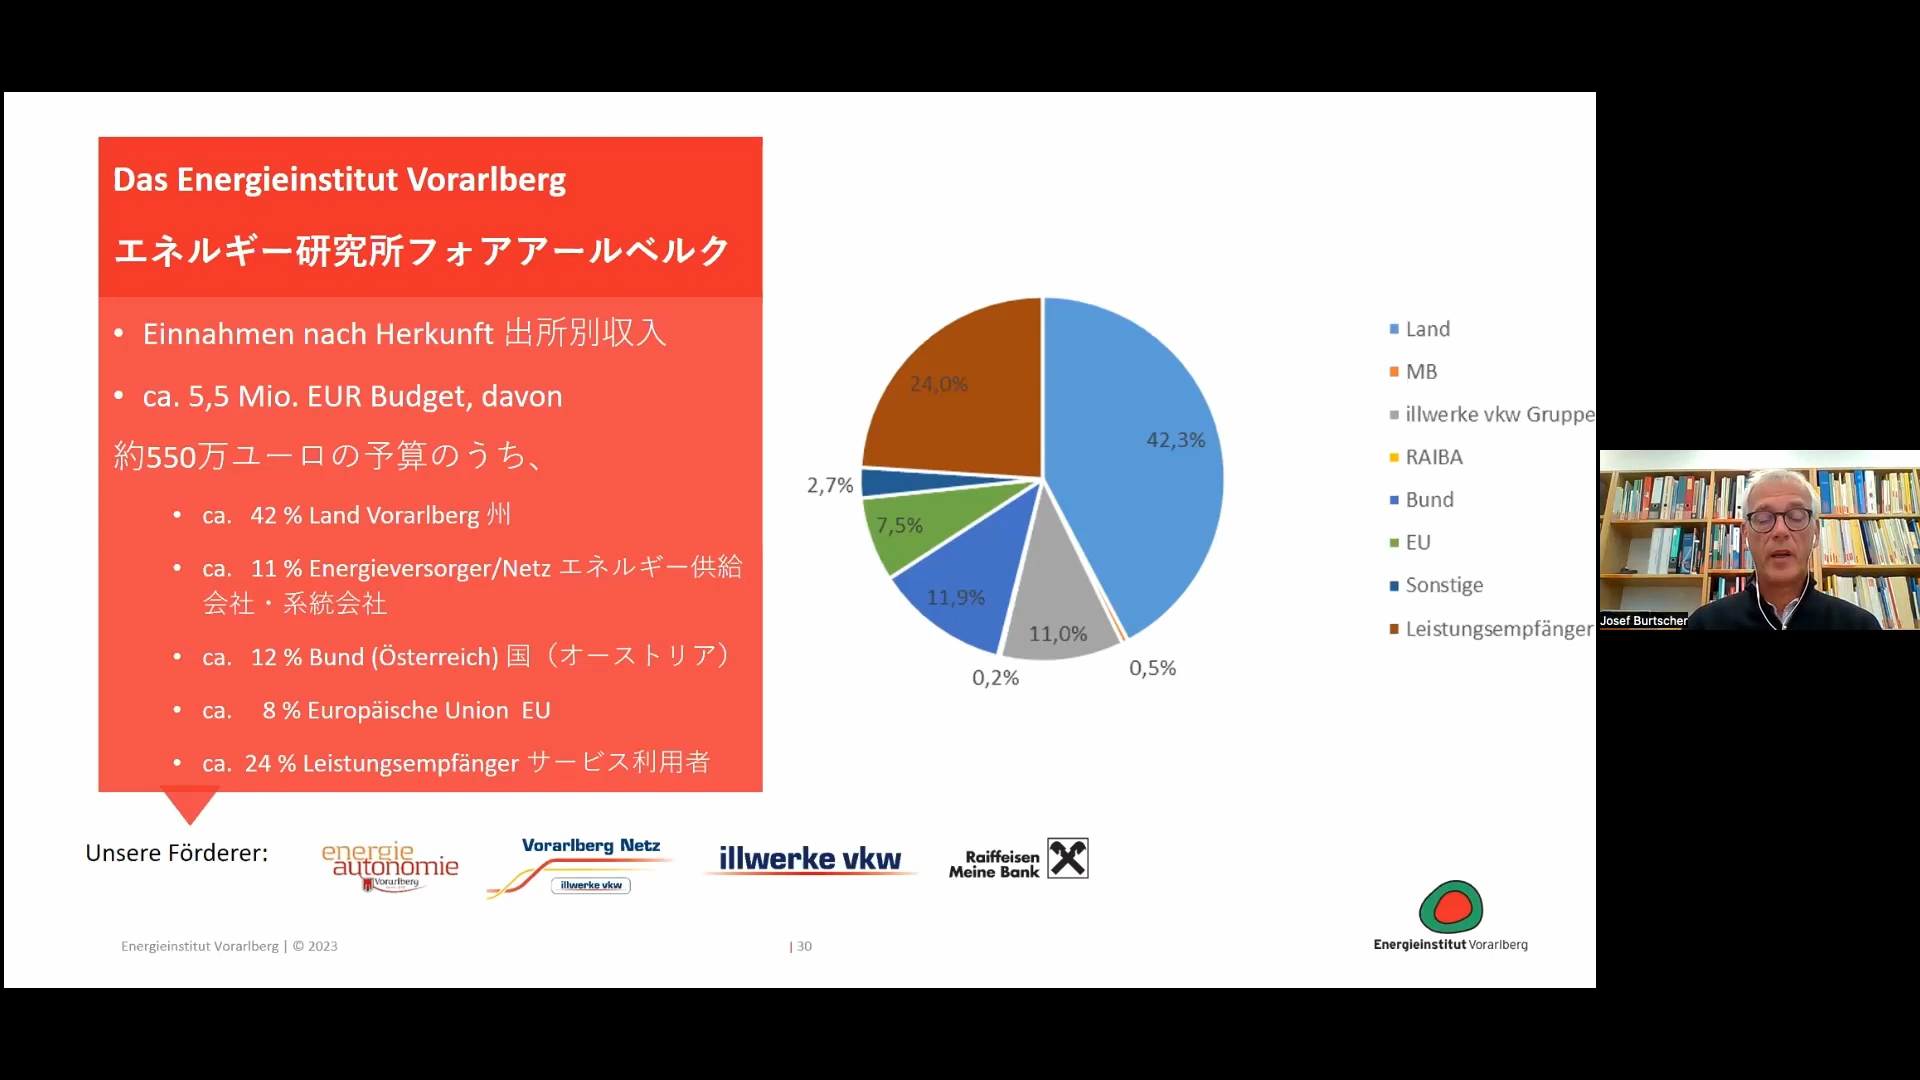 Das Energieinstitut Vorarlberg
エネルギー研究所フォアアールベルク
• Einnahmen nach Herkunft 出所別収入
• ca. 5,5 Mio. EUR Budget, davon
約550万ユーロの予算のうち、
• ca. 42 % Land Vorarlberg 州
• ca. 11 % Energieversorger/Netz エネルギー供給
会社・系統会社
• ca. 12 % Bund (Österreich) 国（オーストリア）
• ca. 8 % Europäische Union EU
• ca. 24 % Leistungsempfänger サービス利用者
24,0%
42,3%
2,7%
7,5%
11,9%
11,0%
0,2%
0,5%
Land
MB
illwerke vkw Gruppe
RAIBA
Bund
EU
Sonstige
Leistungsempfänger
Josef Burtscher
Unsere Förderer:
energie
autonomie
Vorarlberg
Vorarlberg Netz
illwerke vkw
illwerke vkw
Raiffeisen
Meine Bank
Energieinstitut Vorarlberg
Energieinstitut Vorarlberg | © 2023
| 30